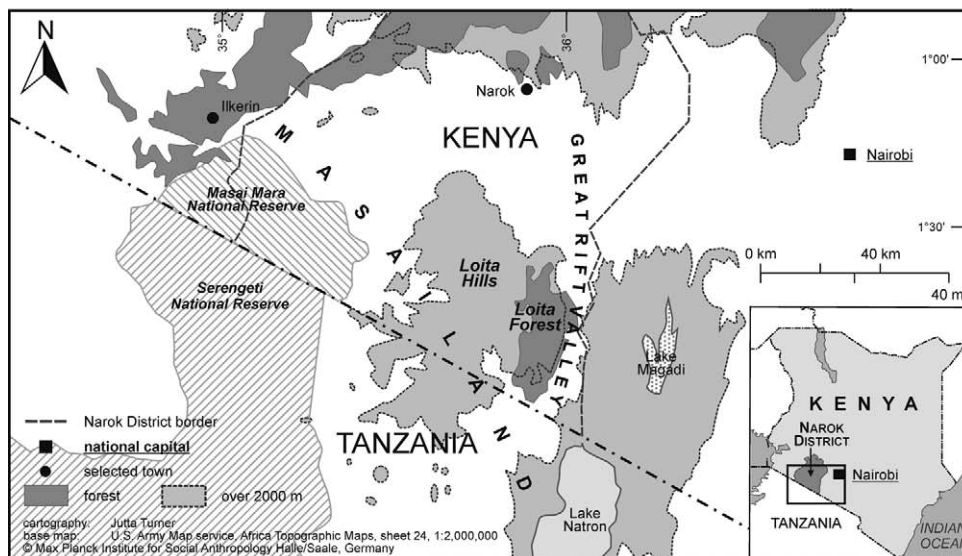 N
35°
36°
1°00'
Ilkerin
Narok
KENYA
Nairobi
MASAILAND
GREAT RIFT VALLEY
Masai Mara
National Reserve
1°30'
Serengeti
National Reserve
Loita
Hills
Loita
Forest
Lake
Magadi
0 km
40 km
40 m
TANZANIA
Lake
Natron
Narok District border
national capital
selected town
forest
over 2000 m
cartography: Jutta Turner
base map: U.S. Army Map service, Africa Topographic Maps, sheet 24, 1:2,000,000
© Max Planck Institute for Social Anthropology Halle/Saale, Germany
KENYA
NAROK
DISTRICT
Nairobi
TANZANIA
INDIAN
OCEAN